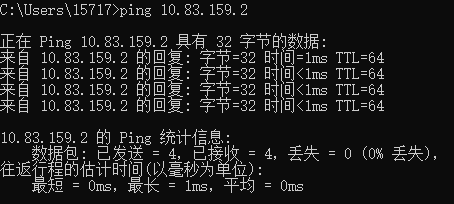 C:\Users\15717>ping 10.83.159.2
正在 Ping 10.83.159.2 具有 32 字节的数据:
来自 10.83.159.2 的回复: 字节=32 时间=1ms TTL=64
来自 10.83.159.2 的回复: 字节=32 时间<1ms TTL=64
来自 10.83.159.2 的回复: 字节=32 时间<1ms TTL=64
来自 10.83.159.2 的回复: 字节=32 时间<1ms TTL=64
10.83.159.2 的 Ping 统计信息:
数据包: 已发送 = 4，已接收 = 4，丢失 = 0 (0% 丢失)，
往返行程的估计时间(以毫秒为单位):
最短 = 0ms，最长 = 1ms，平均 = 0ms